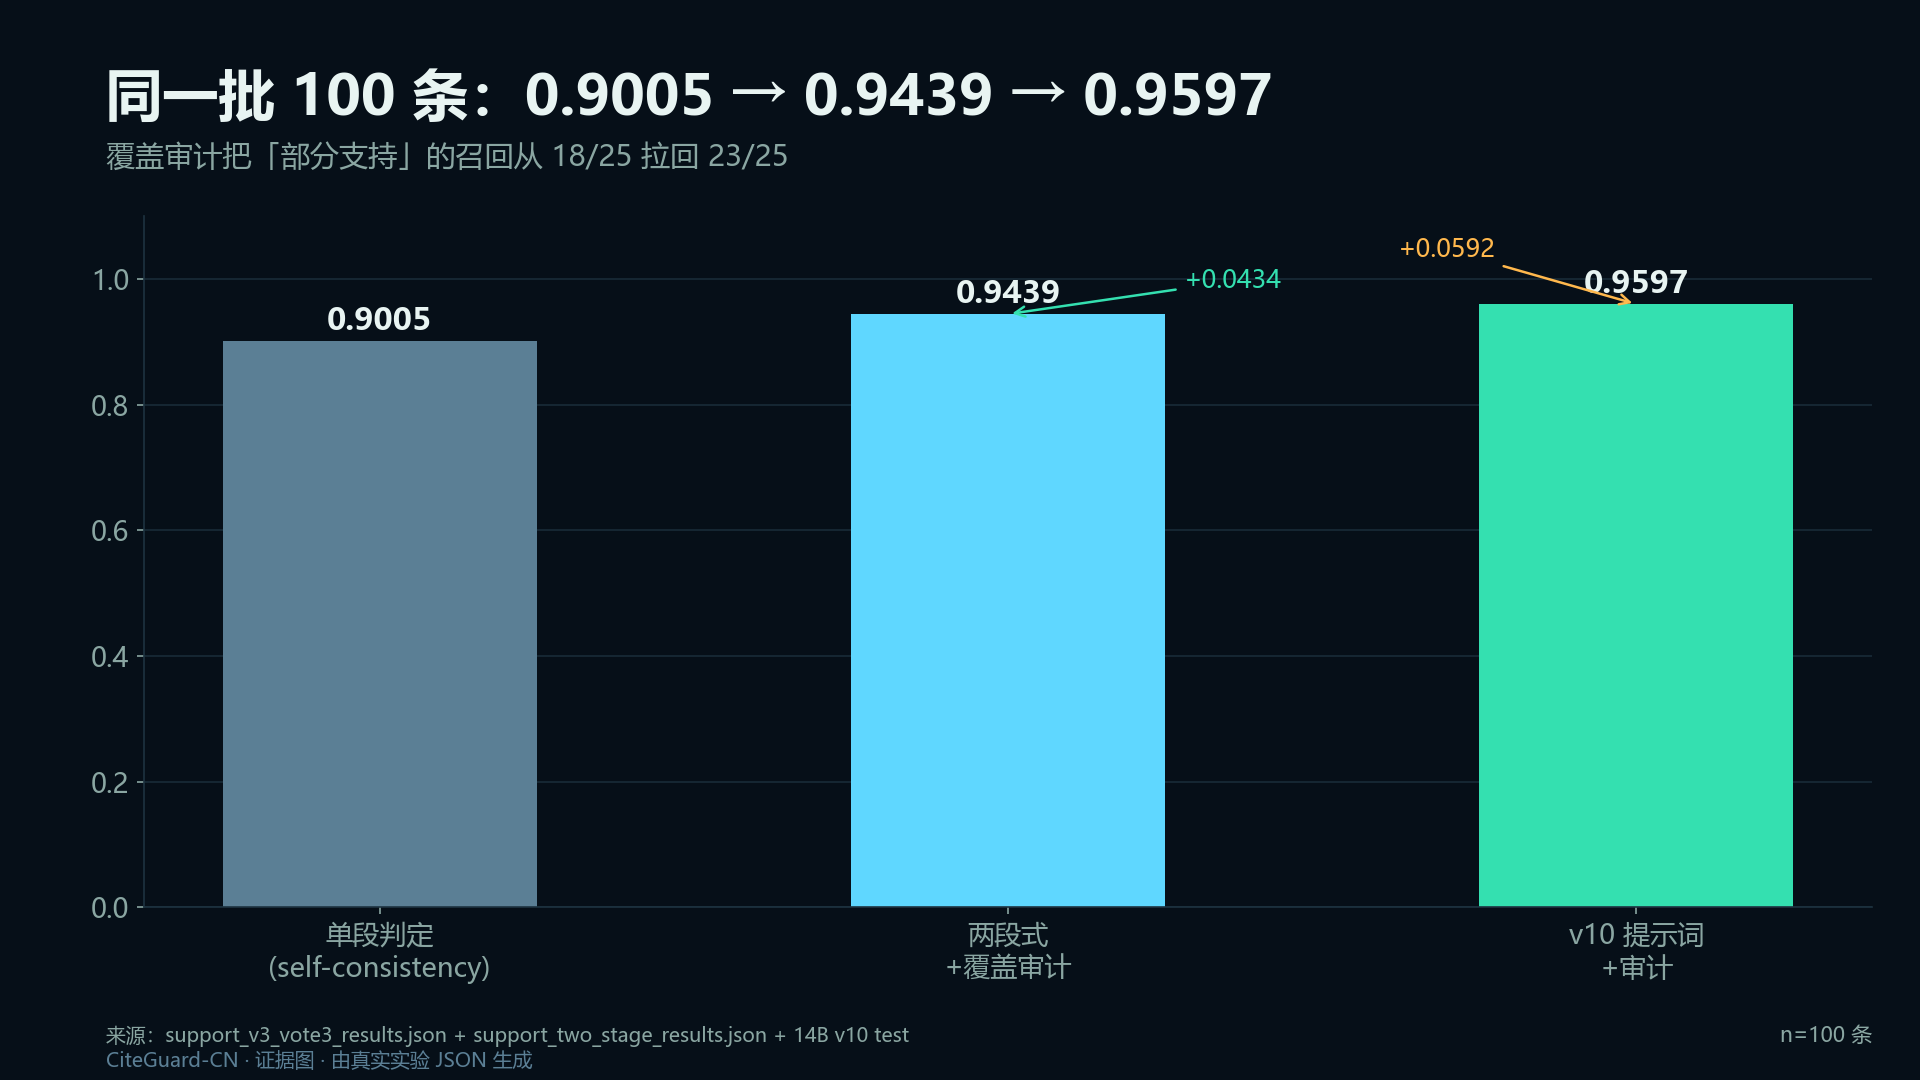 同一批 100 条：0.9005 → 0.9439 → 0.9597
覆盖审计把「部分支持」的召回从 18/25 拉回 23/25
+0.0592
1.0
0.9005
0.9439
+0.0434
0.9597
0.8
0.6
0.4
0.2
0.0
单段判定
(self-consistency)
两段式
+覆盖审计
v10 提示词
+审计
来源：support_v3_vote3_results.json + support_two_stage_results.json + 14B v10 test
n=100 条
CiteGuard-CN · 证据图 · 由真实实验 JSON 生成